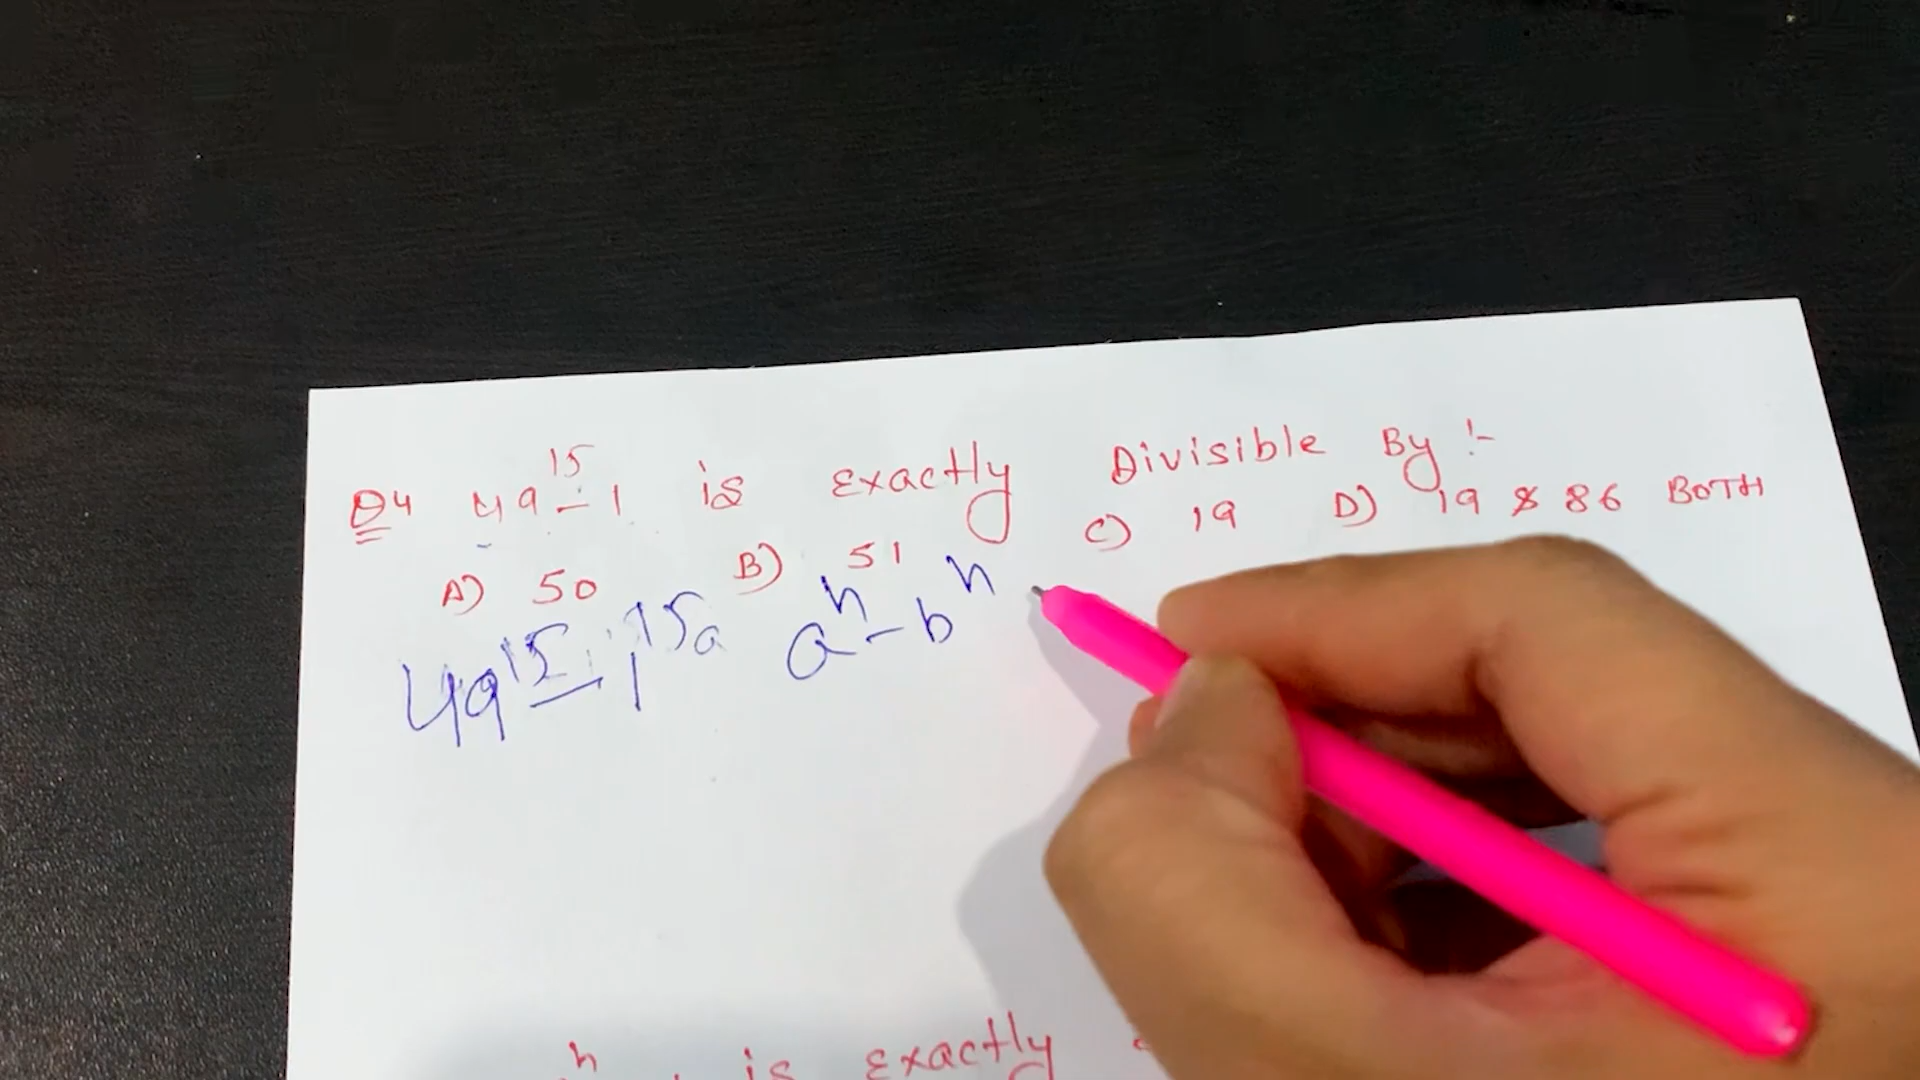 Q4 49^15 - 1 is exactly Divisible By :-
A) 50 B) 51 C) 19 D) 19 & 86 BOTH
49^15 - 1^15 a a^n - b^n
n is exactly